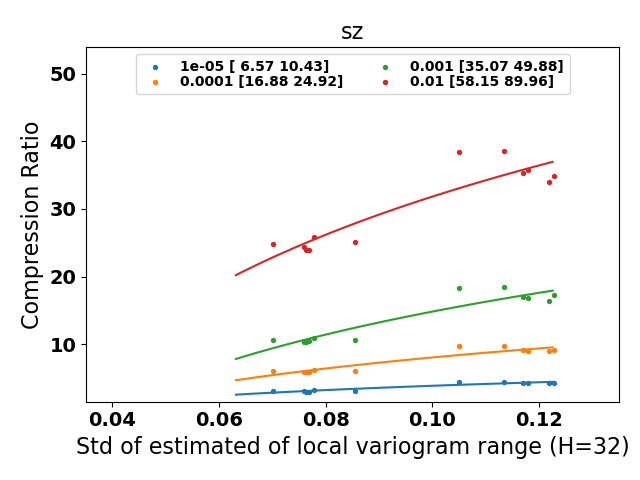 sz
1e-05 [ 6.57 10.43]
0.0001 [16.88 24.92]
0.001 [35.07 49.88]
0.01 [58.15 89.96]
Compression Ratio
50
40
30
20
10
0.04 0.06 0.08 0.10 0.12
Std of estimated of local variogram range (H=32)